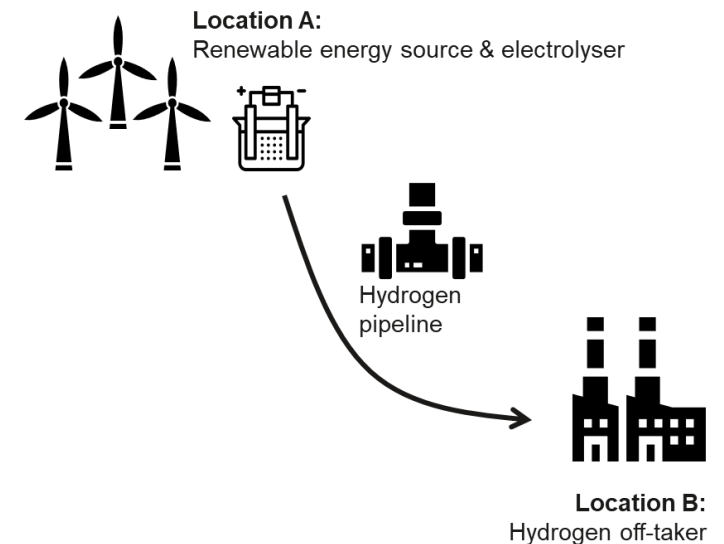 Location A:
Renewable energy source & electrolyser
+ −
Hydrogen
pipeline
Location B:
Hydrogen off-taker